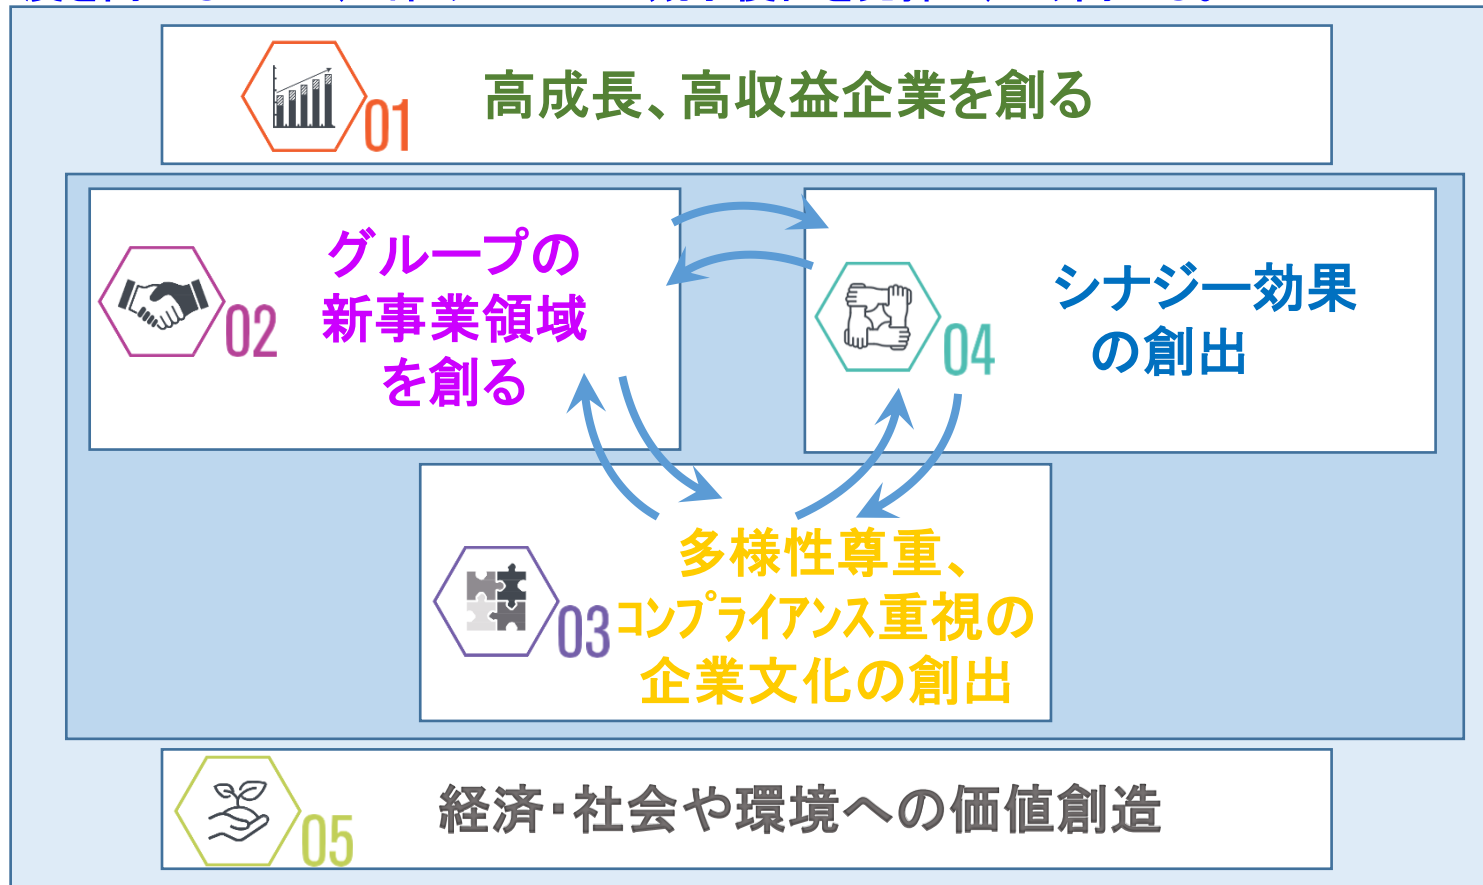 01
高成長、高収益企業を創る
02
グループの
新事業領域
を創る
04
シナジー効果
の創出
03
多様性尊重、
コンプライアンス重視の
企業文化の創出
05
経済・社会や環境への価値創造